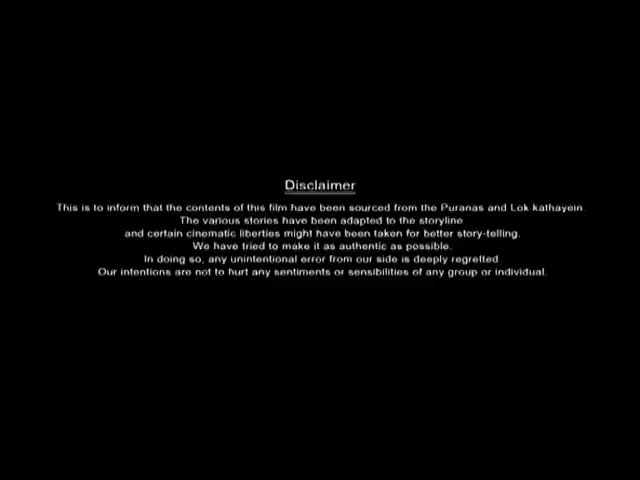 Disclaimer
This is to inform that the contents of this film have been sourced from the Puranas and Lok kathayein.
The various stories have been adapted to the storyline
and certain cinematic liberties might have been taken for better story-telling.
We have tried to make it as authentic as possible.
In doing so, any unintentional error from our side is deeply regretted.
Our intentions are not to hurt any sentiments or sensibilities of any group or individual.